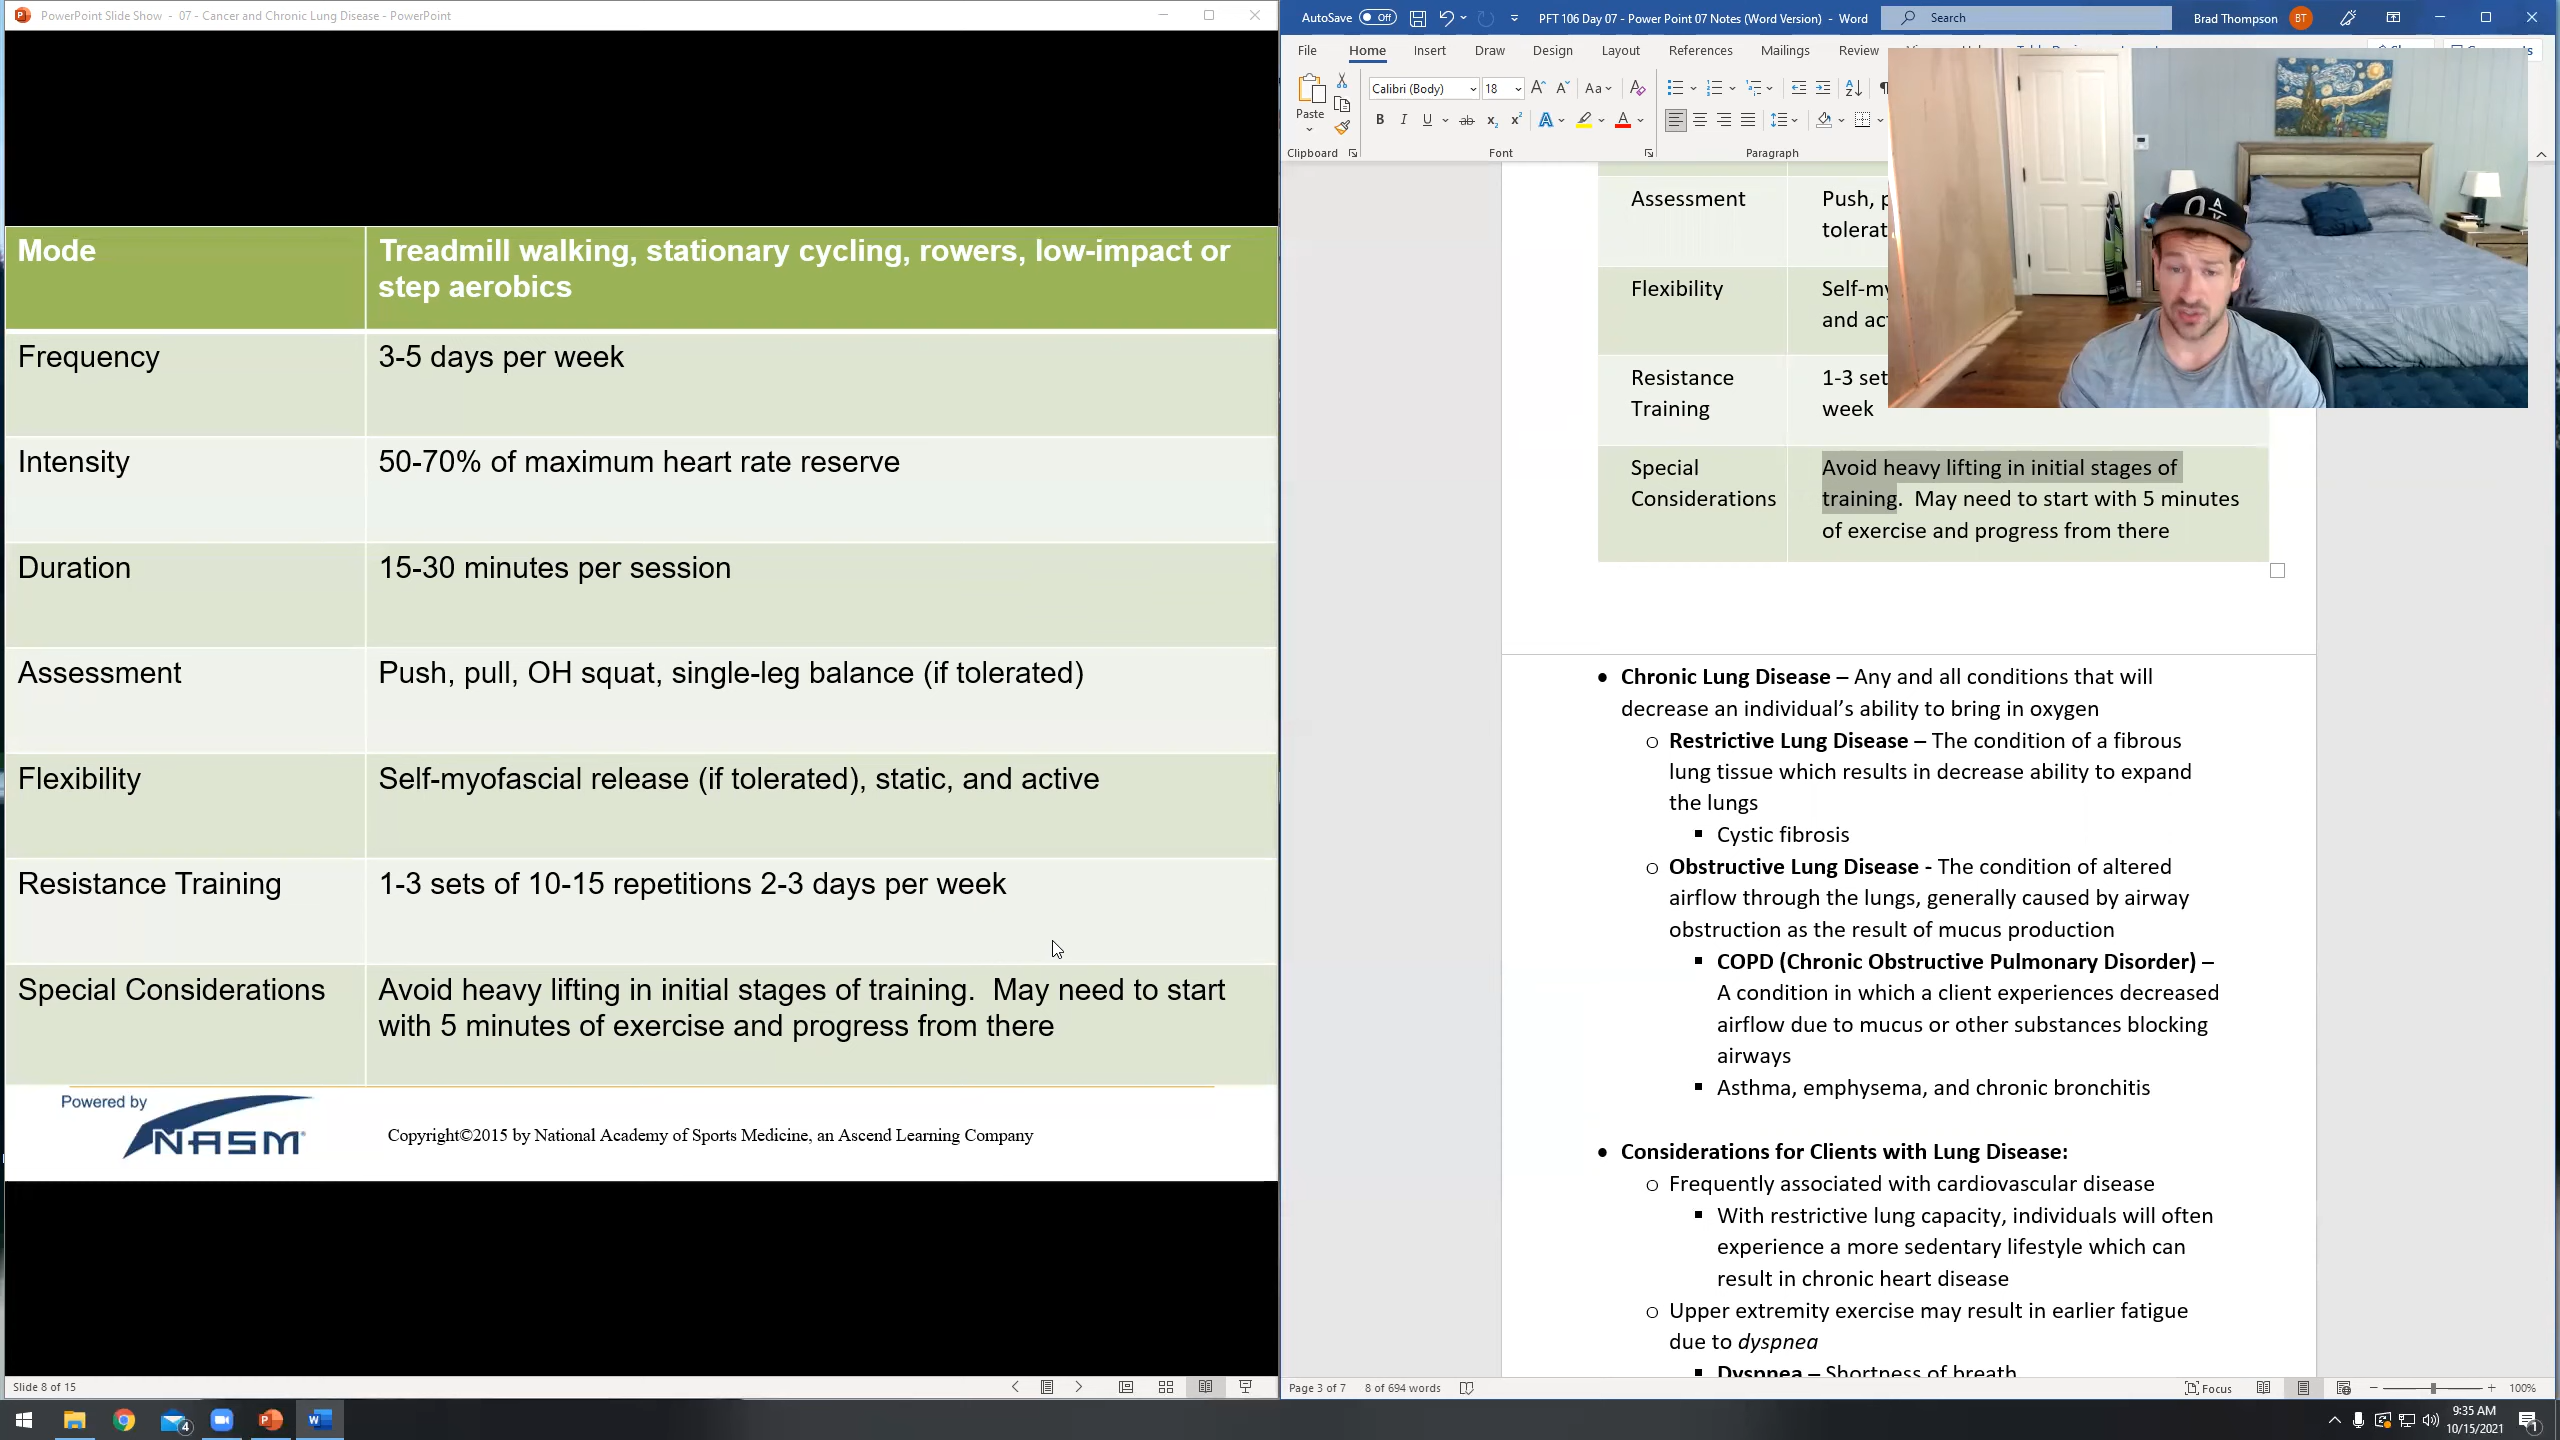 PowerPoint Slide Show - 07 - Cancer and Chronic Lung Disease - PowerPoint
Mode
Treadmill walking, stationary cycling, rowers, low-impact or
step aerobics
Frequency
3-5 days per week
Intensity
50-70% of maximum heart rate reserve
Duration
15-30 minutes per session
Assessment
Push, pull, OH squat, single-leg balance (if tolerated)
Flexibility
Self-myofascial release (if tolerated), static, and active
Resistance Training
1-3 sets of 10-15 repetitions 2-3 days per week
Special Considerations
Avoid heavy lifting in initial stages of training.  May need to start
with 5 minutes of exercise and progress from there
Powered by
NASM
Copyright©2015 by National Academy of Sports Medicine, an Ascend Learning Company
Slide 8 of 15
AutoSave Off
PFT 106 Day 07 - Power Point 07 Notes (Word Version) - Word
Search
Brad Thompson BT
File Home Insert Draw Design Layout References Mailings Review
Paste
Calibri (Body) 18
Clipboard Font Paragraph
Assessment
Push, p
tolerat
Flexibility
Self-my
and act
Resistance
Training
1-3 set
week
Special
Considerations
Avoid heavy lifting in initial stages of
training.  May need to start with 5 minutes
of exercise and progress from there
• Chronic Lung Disease – Any and all conditions that will
decrease an individual’s ability to bring in oxygen
o Restrictive Lung Disease – The condition of a fibrous
lung tissue which results in decrease ability to expand
the lungs
▪ Cystic fibrosis
o Obstructive Lung Disease - The condition of altered
airflow through the lungs, generally caused by airway
obstruction as the result of mucus production
▪ COPD (Chronic Obstructive Pulmonary Disorder) –
A condition in which a client experiences decreased
airflow due to mucus or other substances blocking
airways
▪ Asthma, emphysema, and chronic bronchitis
• Considerations for Clients with Lung Disease:
o Frequently associated with cardiovascular disease
▪ With restrictive lung capacity, individuals will often
experience a more sedentary lifestyle which can
result in chronic heart disease
o Upper extremity exercise may result in earlier fatigue
due to dyspnea
▪ Dyspnea – Shortness of breath
Page 3 of 7 8 of 694 words
Focus
100%
4
9:35 AM
10/15/2021
1